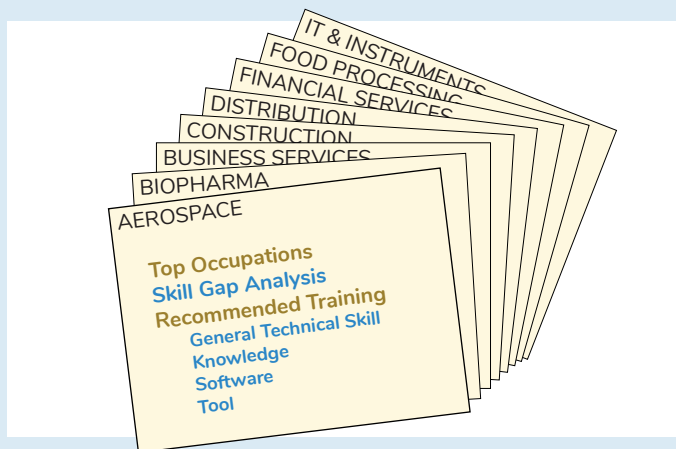 IT & INSTRUMENTS
FOOD PROCESSING
FINANCIAL SERVICES
DISTRIBUTION
CONSTRUCTION
BUSINESS SERVICES
BIOPHARMA
AEROSPACE
Top Occupations
Skill Gap Analysis
Recommended Training
General Technical Skill
Knowledge
Software
Tool